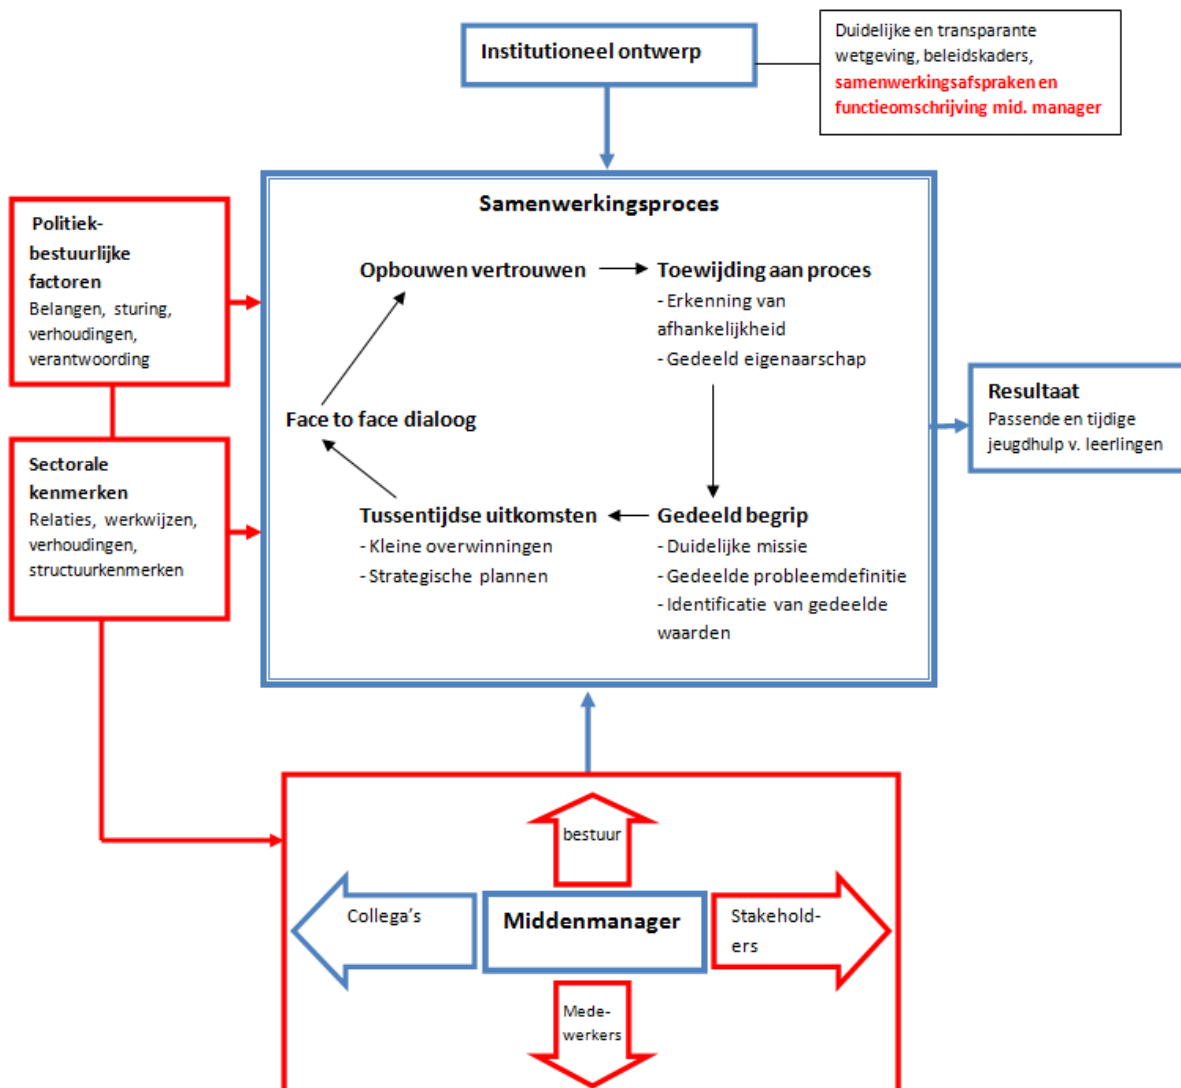 Institutioneel ontwerp
Duidelijke en transparante
wetgeving, beleidskaders,
samenwerkingsafspraken en
functieomschrijving mid. manager
Politiek-
bestuurlijke
factoren
Belangen, sturing,
verhoudingen,
verantwoording
Sectorale
kenmerken
Relaties, werkwijzen,
verhoudingen,
structuurkenmerken
Samenwerkingsproces
Opbouwen vertrouwen
Toewijding aan proces
- Erkenning van
afhankelijkheid
- Gedeeld eigenaarschap
Face to face dialoog
Tussentijdse uitkomsten
- Kleine overwinningen
- Strategische plannen
Gedeeld begrip
- Duidelijke missie
- Gedeelde probleemdefinitie
- Identificatie van gedeelde
waarden
Resultaat
Passende en tijdige
jeugdhulp v. leerlingen
bestuur
Collega's
Middenmanager
Stakehold-
ers
Mede-
werkers